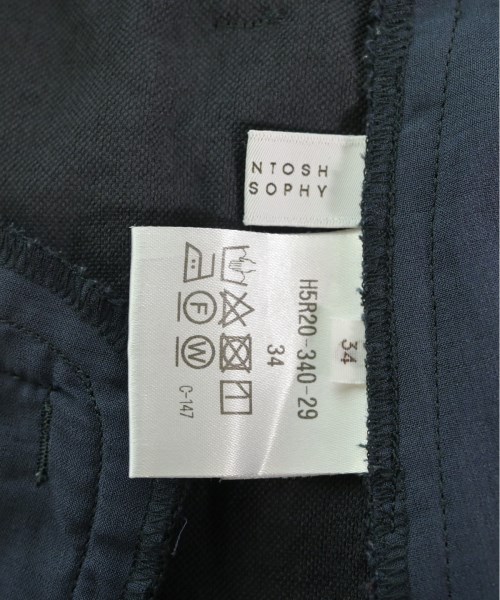 NTOSH
SOPHY
H5R20-340-29
34
34
F
W
C-147